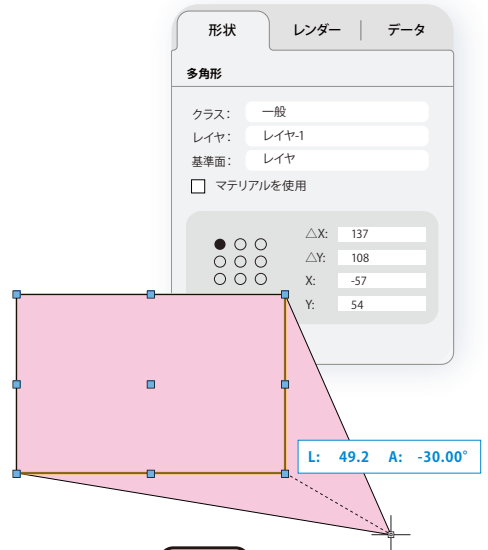 形状 レンダー データ
多角形
クラス: 一般
レイヤ: レイヤ-1
基準面: レイヤ
マテリアルを使用
△X: 137
△Y: 108
X: -57
Y: 54
L: 49.2 A: -30.00°